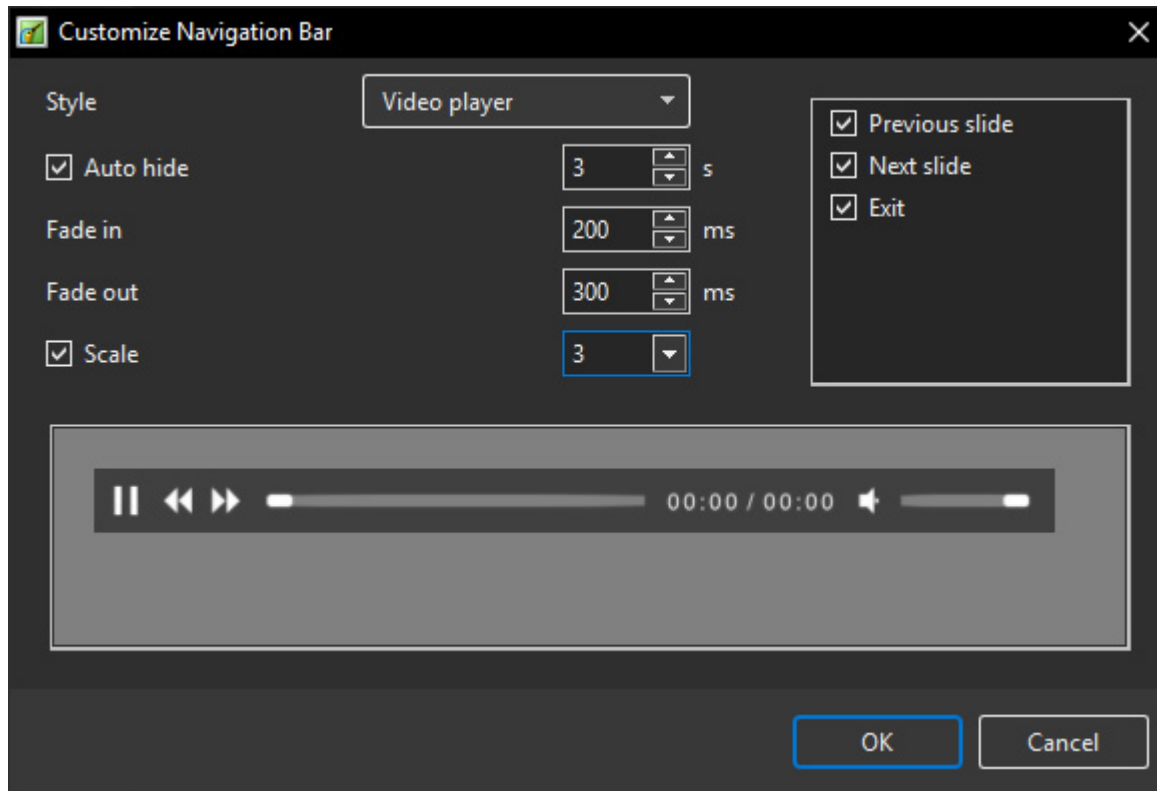 Customize Navigation Bar
Style Video player
Auto hide 3 s
Fade in 200 ms
Fade out 300 ms
Scale 3
Previous slide
Next slide
Exit
00:00 / 00:00
OK Cancel